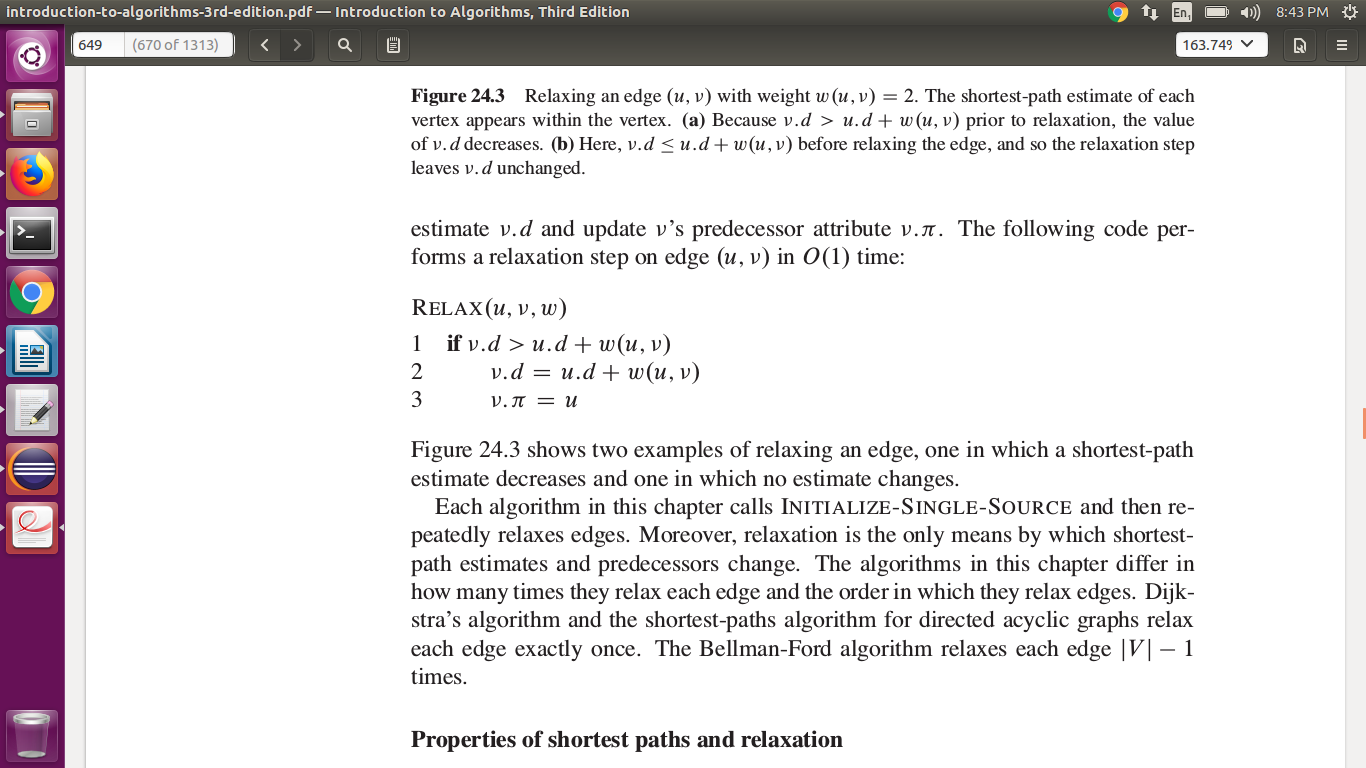 introduction-to-algorithms-3rd-edition.pdf — Introduction to Algorithms, Third Edition
En1 8:43 PM
649 (670 of 1313) 163.74%
Figure 24.3 Relaxing an edge (u, v) with weight w(u, v) = 2. The shortest-path estimate of each
vertex appears within the vertex. (a) Because v.d > u.d + w(u, v) prior to relaxation, the value
of v.d decreases. (b) Here, v.d ≤ u.d + w(u, v) before relaxing the edge, and so the relaxation step
leaves v.d unchanged.
estimate v.d and update v's predecessor attribute v.π. The following code per-
forms a relaxation step on edge (u, v) in O(1) time:
RELAX(u, v, w)
1 if v.d > u.d + w(u, v)
2 v.d = u.d + w(u, v)
3 v.π = u
Figure 24.3 shows two examples of relaxing an edge, one in which a shortest-path
estimate decreases and one in which no estimate changes.
Each algorithm in this chapter calls INITIALIZE-SINGLE-SOURCE and then re-
peatedly relaxes edges. Moreover, relaxation is the only means by which shortest-
path estimates and predecessors change. The algorithms in this chapter differ in
how many times they relax each edge and the order in which they relax edges. Dijk-
stra's algorithm and the shortest-paths algorithm for directed acyclic graphs relax
each edge exactly once. The Bellman-Ford algorithm relaxes each edge |V| − 1
times.
Properties of shortest paths and relaxation